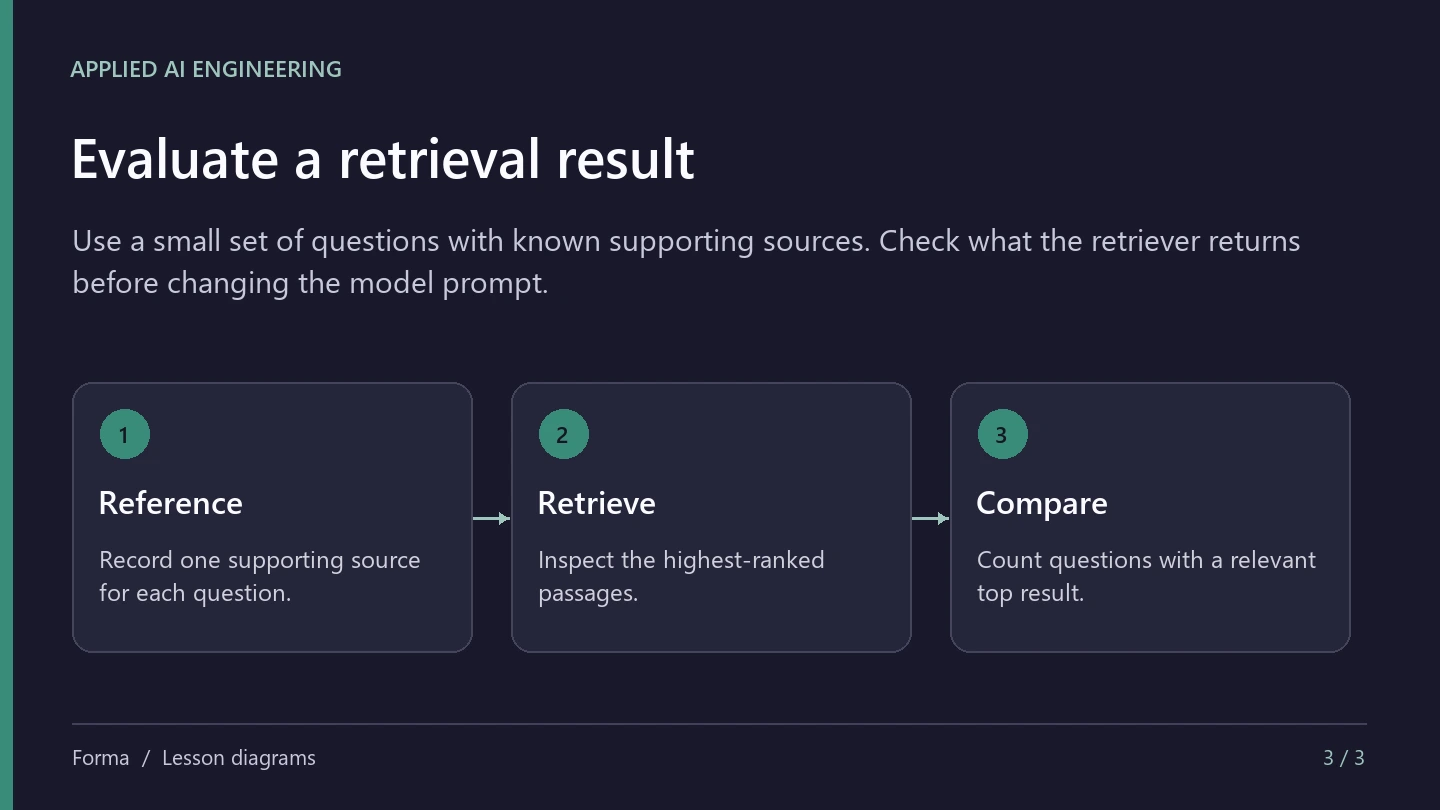 APPLIED AI ENGINEERING
Evaluate a retrieval result
Use a small set of questions with known supporting sources. Check what the retriever returns
before changing the model prompt.
1
Reference
Record one supporting source
for each question.
2
Retrieve
Inspect the highest-ranked
passages.
3
Compare
Count questions with a relevant
top result.
Forma / Lesson diagrams
3 / 3